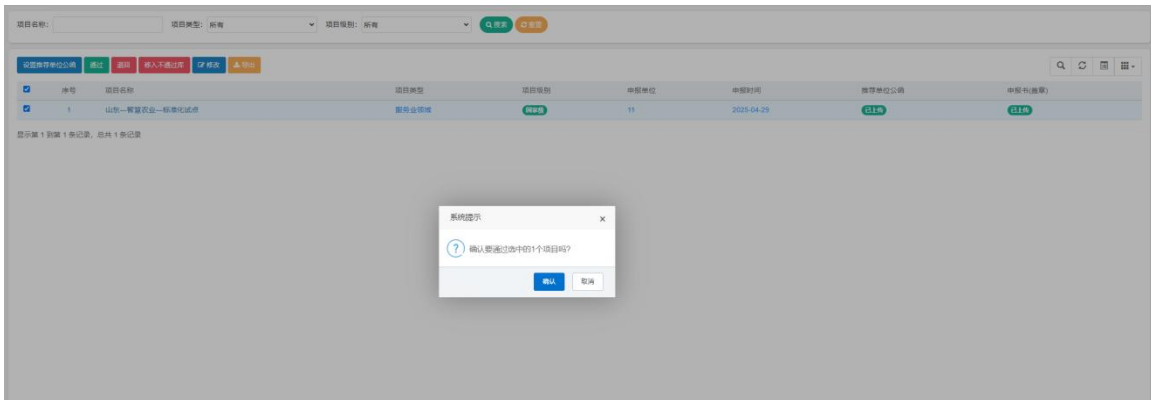 项目名称: 项目类型: 所有 项目级别: 所有 搜索 重置
设置推荐单位公函 通过 退回 移入不通过库 修改 导出
序号 项目名称 项目类型 项目级别 申报单位 申报时间 推荐单位公函 申报书(盖章)
1 山东—智慧农业—标准化试点 服务业领域 国家级 11 2025-04-29 已上传 已上传
显示第 1 到第 1 条记录，总共 1 条记录
系统提示 ×
确认要通过选中的1个项目吗?
确认 取消